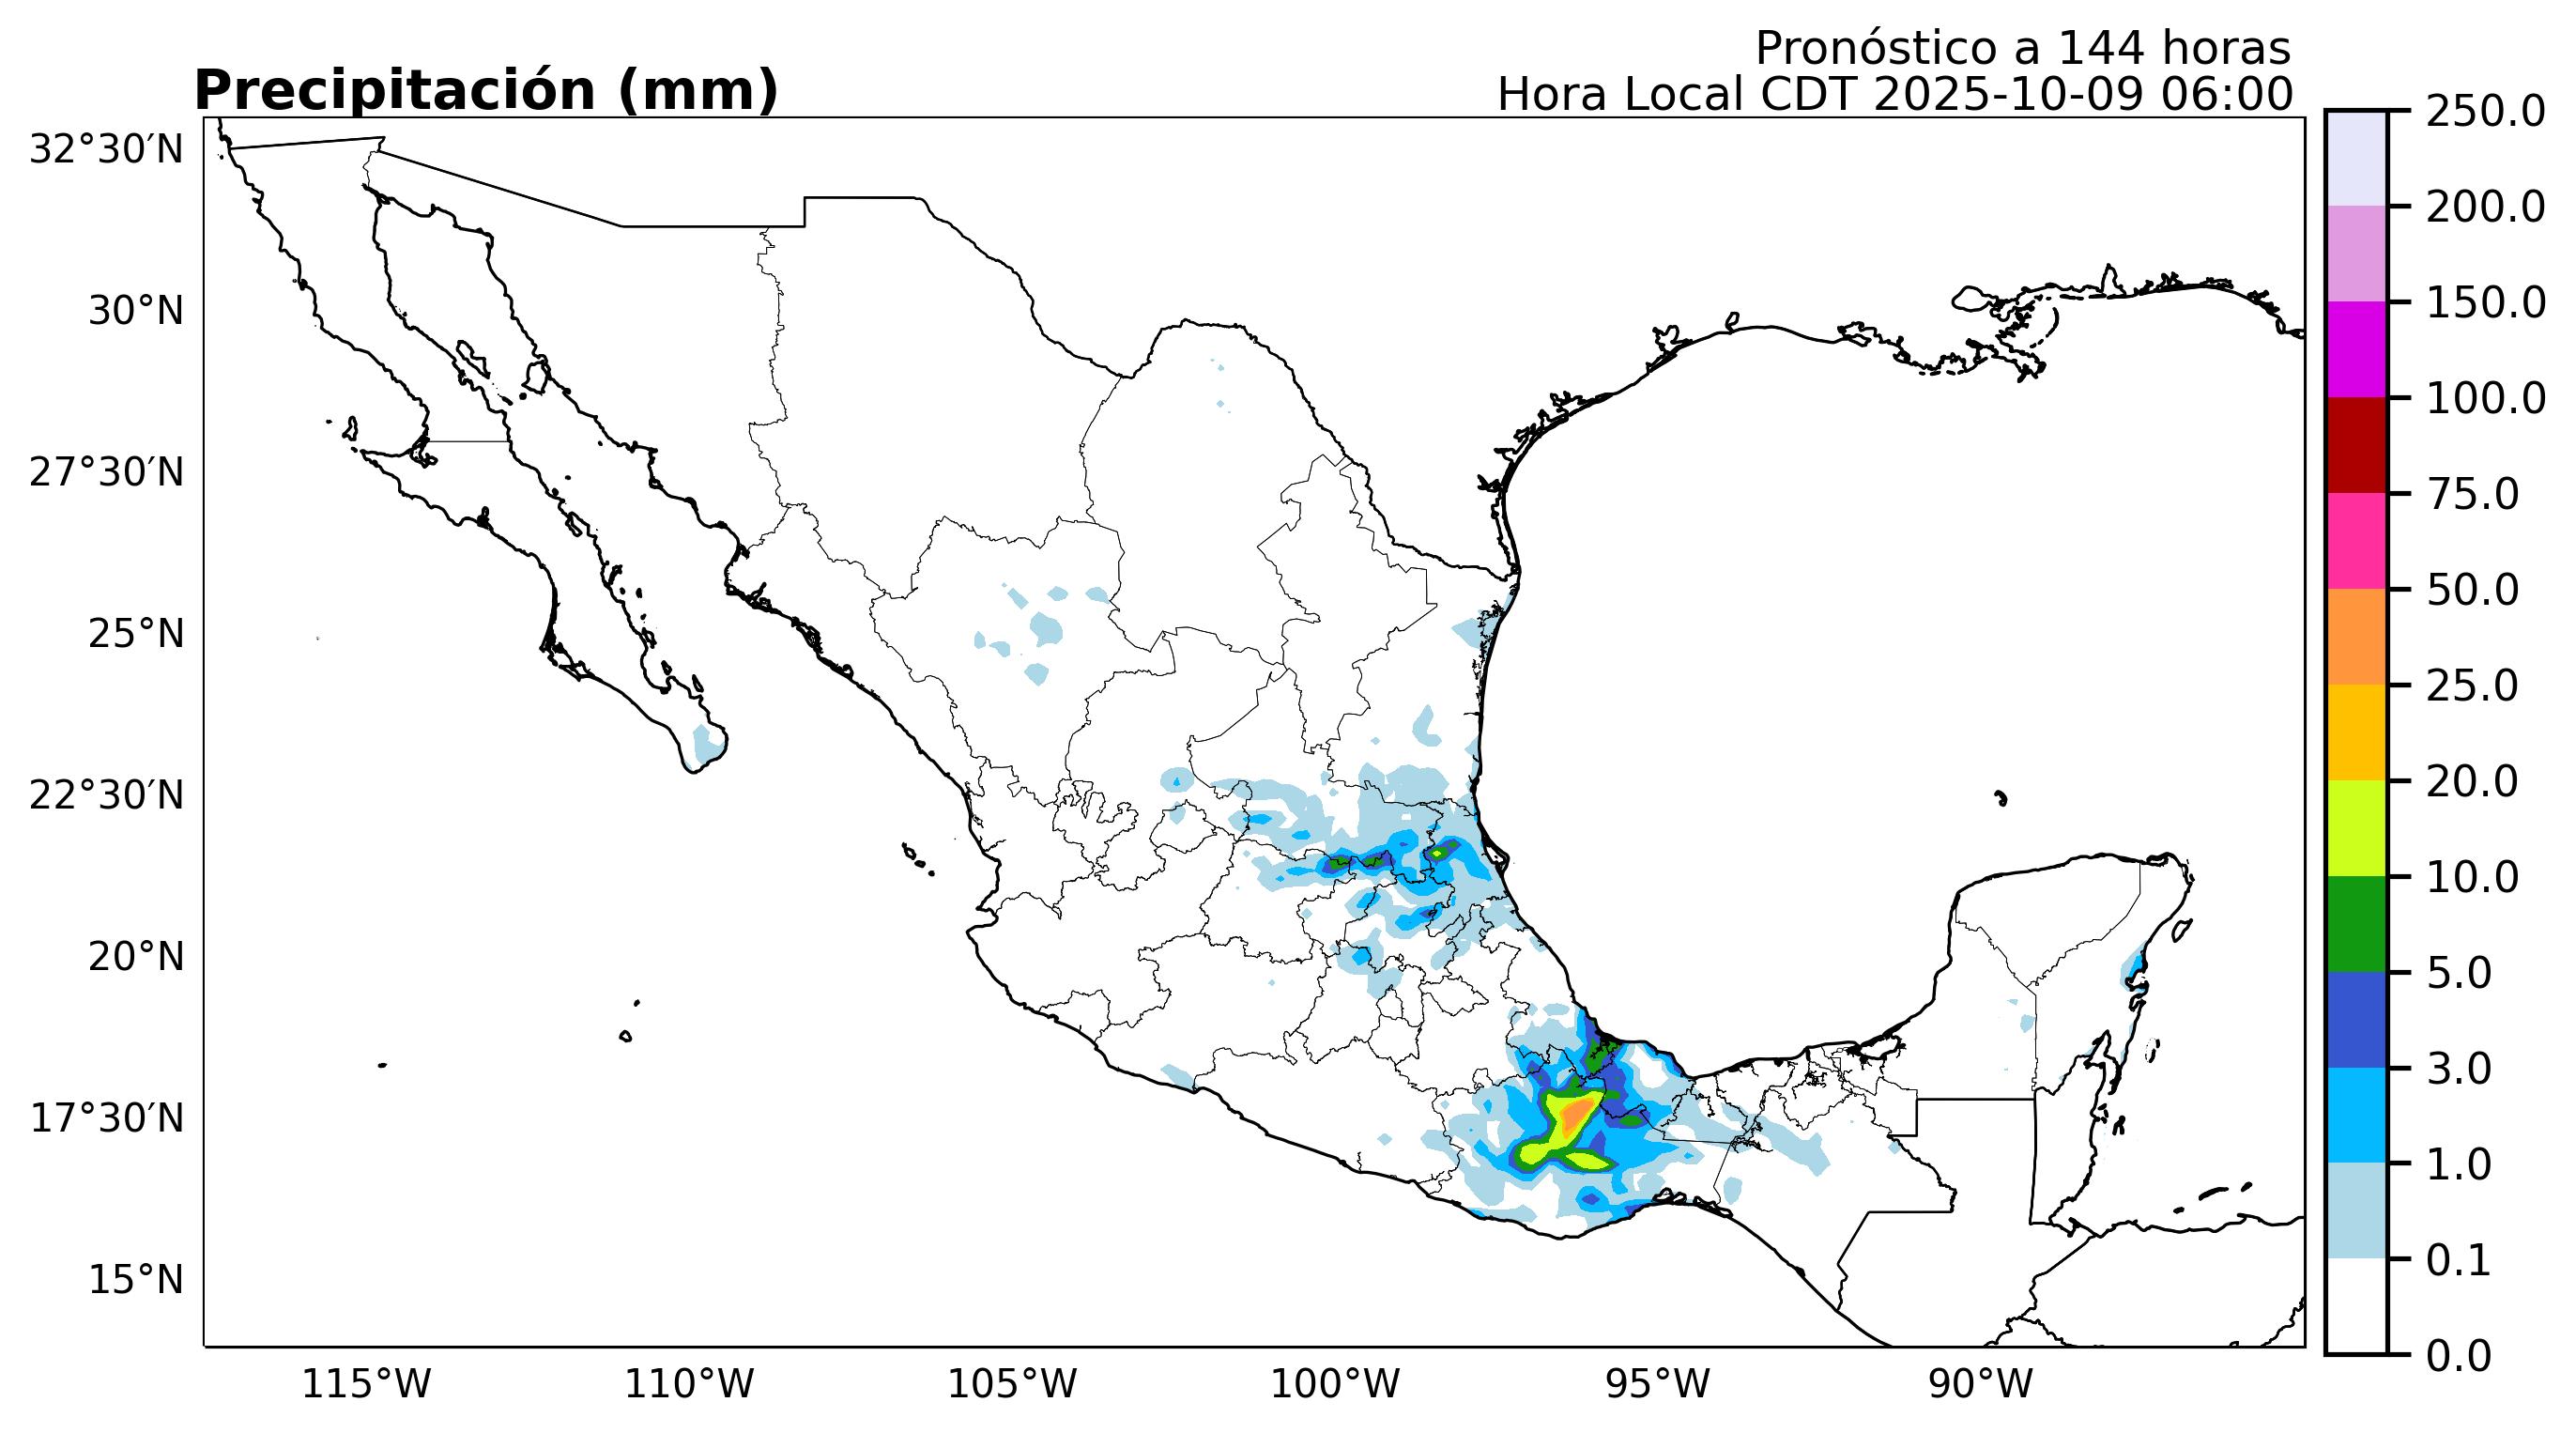 Pronóstico a 144 horas
Precipitación (mm)
Hora Local CDT 2025-10-09 06:00
32°30′N
30°N
27°30′N
25°N
22°30′N
20°N
17°30′N
15°N
115°W
110°W
105°W
100°W
95°W
90°W
250.0
200.0
150.0
100.0
75.0
50.0
25.0
20.0
10.0
5.0
3.0
1.0
0.1
0.0